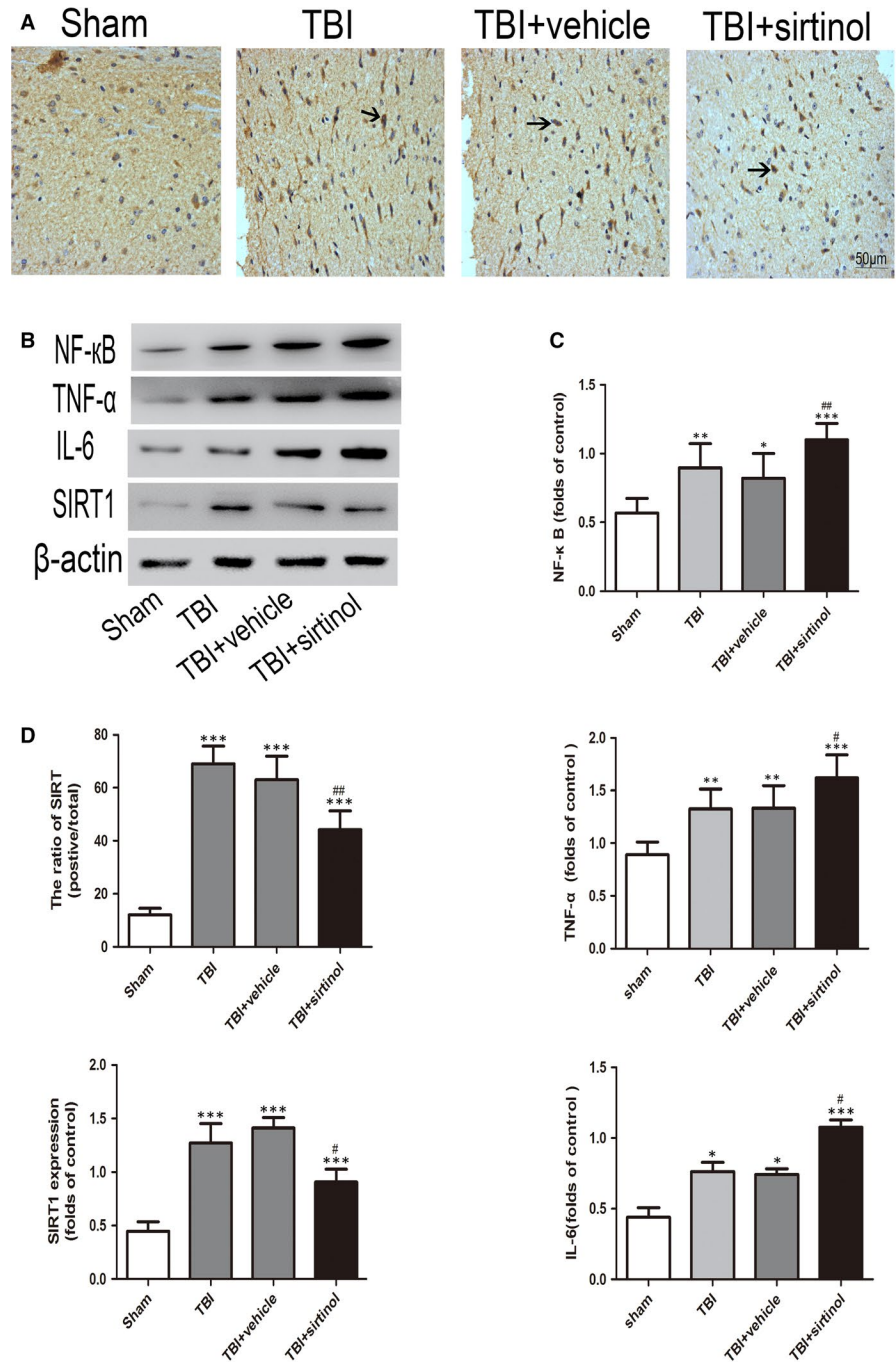 A
Sham
TBI
TBI+vehicle
TBI+sirtinol
50µm
B
NF-κB
TNF-α
IL-6
SIRT1
β-actin
Sham
TBI
TBI+vehicle
TBI+sirtinol
C
NF-κ B (folds of control)
1.5
1.0
0.5
0.0
**
*
##
***
Sham
TBI
TBI+vehicle
TBI+sirtinol
D
The ratio of SIRT
(postive/total)
80
60
40
20
0
***
***
##
***
Sham
TBI
TBI+vehicle
TBI+sirtinol
TNF-α (folds of control )
2.0
1.5
1.0
0.5
0.0
**
**
#
***
sham
TBI
TBI+vehicle
TBI+sirtinol
SIRT1 expression
(folds of control)
2.0
1.5
1.0
0.5
0.0
***
***
#
***
Sham
TBI
TBI+vehicle
TBI+sirtinol
IL-6(folds of control )
1.5
1.0
0.5
0.0
*
*
#
***
sham
TBI
TBI+vehicle
TBI+sirtinol